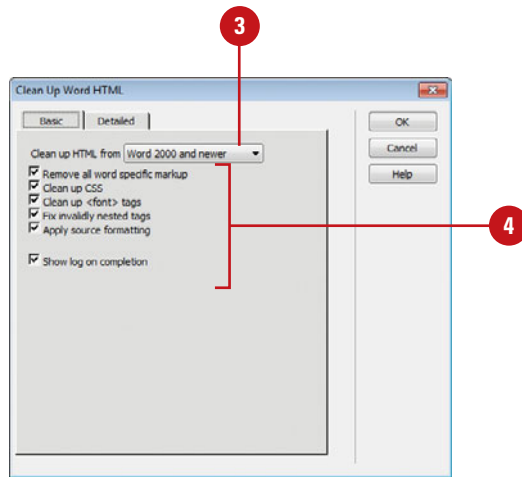 3
Clean Up Word HTML
Basic
Detailed
OK
Clean up HTML from Word 2000 and newer
Cancel
Remove all word specific markup
Help
Clean up CSS
Clean up <font> tags
Fix invalidly nested tags
Apply source formatting
4
Show log on completion